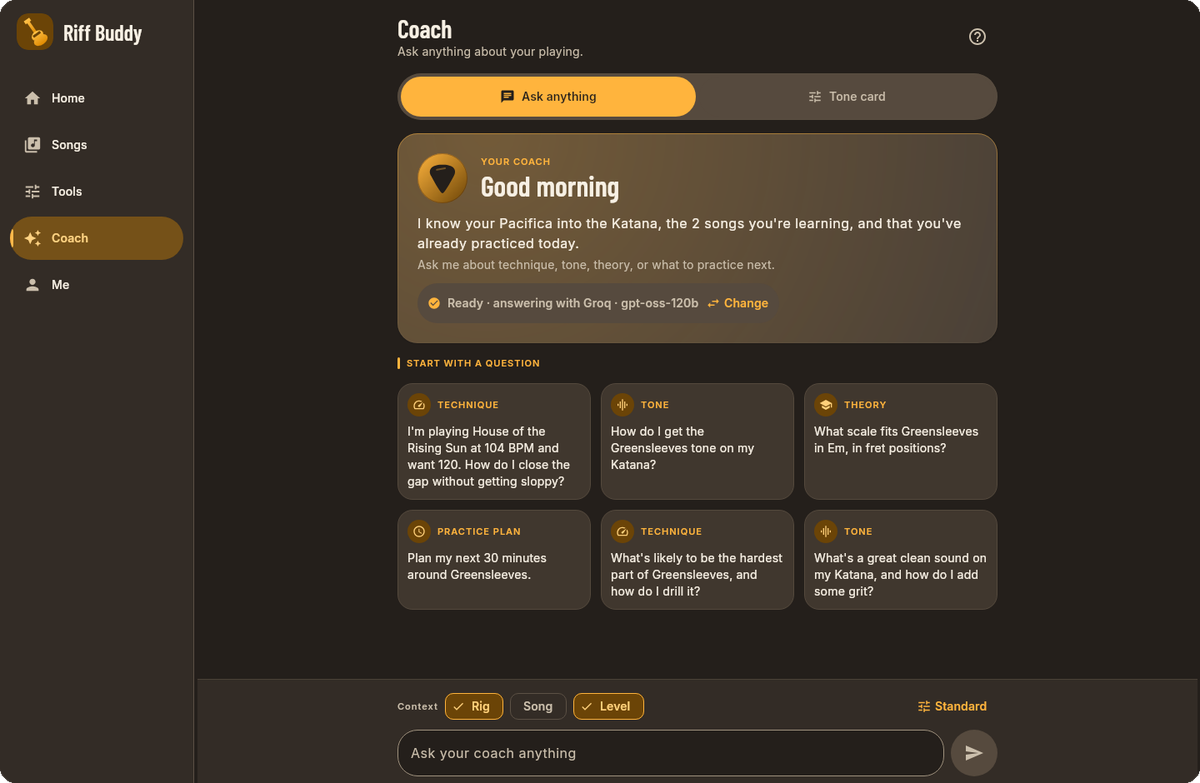 Riff Buddy
Home
Songs
Tools
Coach
Me
Coach
Ask anything about your playing.
Ask anything
Tone card
YOUR COACH
Good morning
I know your Pacifica into the Katana, the 2 songs you're learning, and that you've
already practiced today.
Ask me about technique, tone, theory, or what to practice next.
Ready · answering with Groq · gpt-oss-120b Change
START WITH A QUESTION
TECHNIQUE
I'm playing House of the
Rising Sun at 104 BPM and
want 120. How do I close the
gap without getting sloppy?
TONE
How do I get the
Greensleeves tone on my
Katana?
THEORY
What scale fits Greensleeves
in Em, in fret positions?
PRACTICE PLAN
Plan my next 30 minutes
around Greensleeves.
TECHNIQUE
What's likely to be the hardest
part of Greensleeves, and
how do I drill it?
TONE
What's a great clean sound on
my Katana, and how do I add
some grit?
Context Rig Song Level Standard
Ask your coach anything